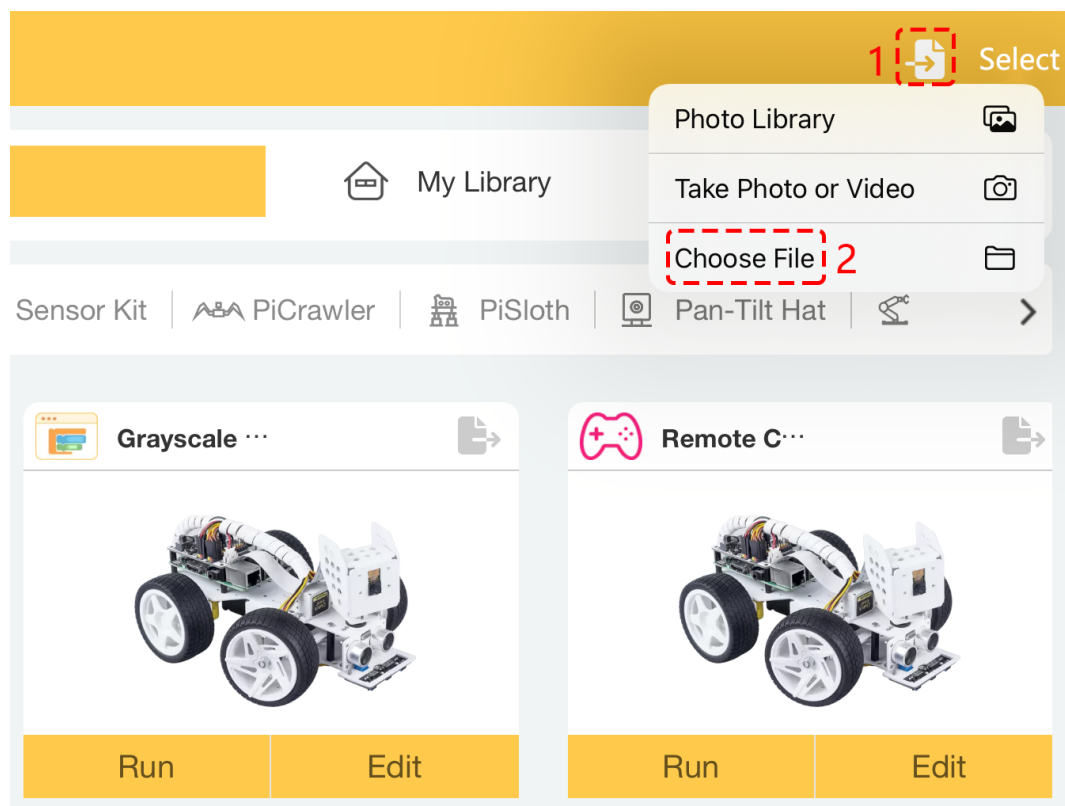 1 Select
Photo Library
My Library
Take Photo or Video
Choose File 2
Sensor Kit PiCrawler PiSloth Pan-Tilt Hat
Grayscale ··· Remote C···
Run Edit Run Edit